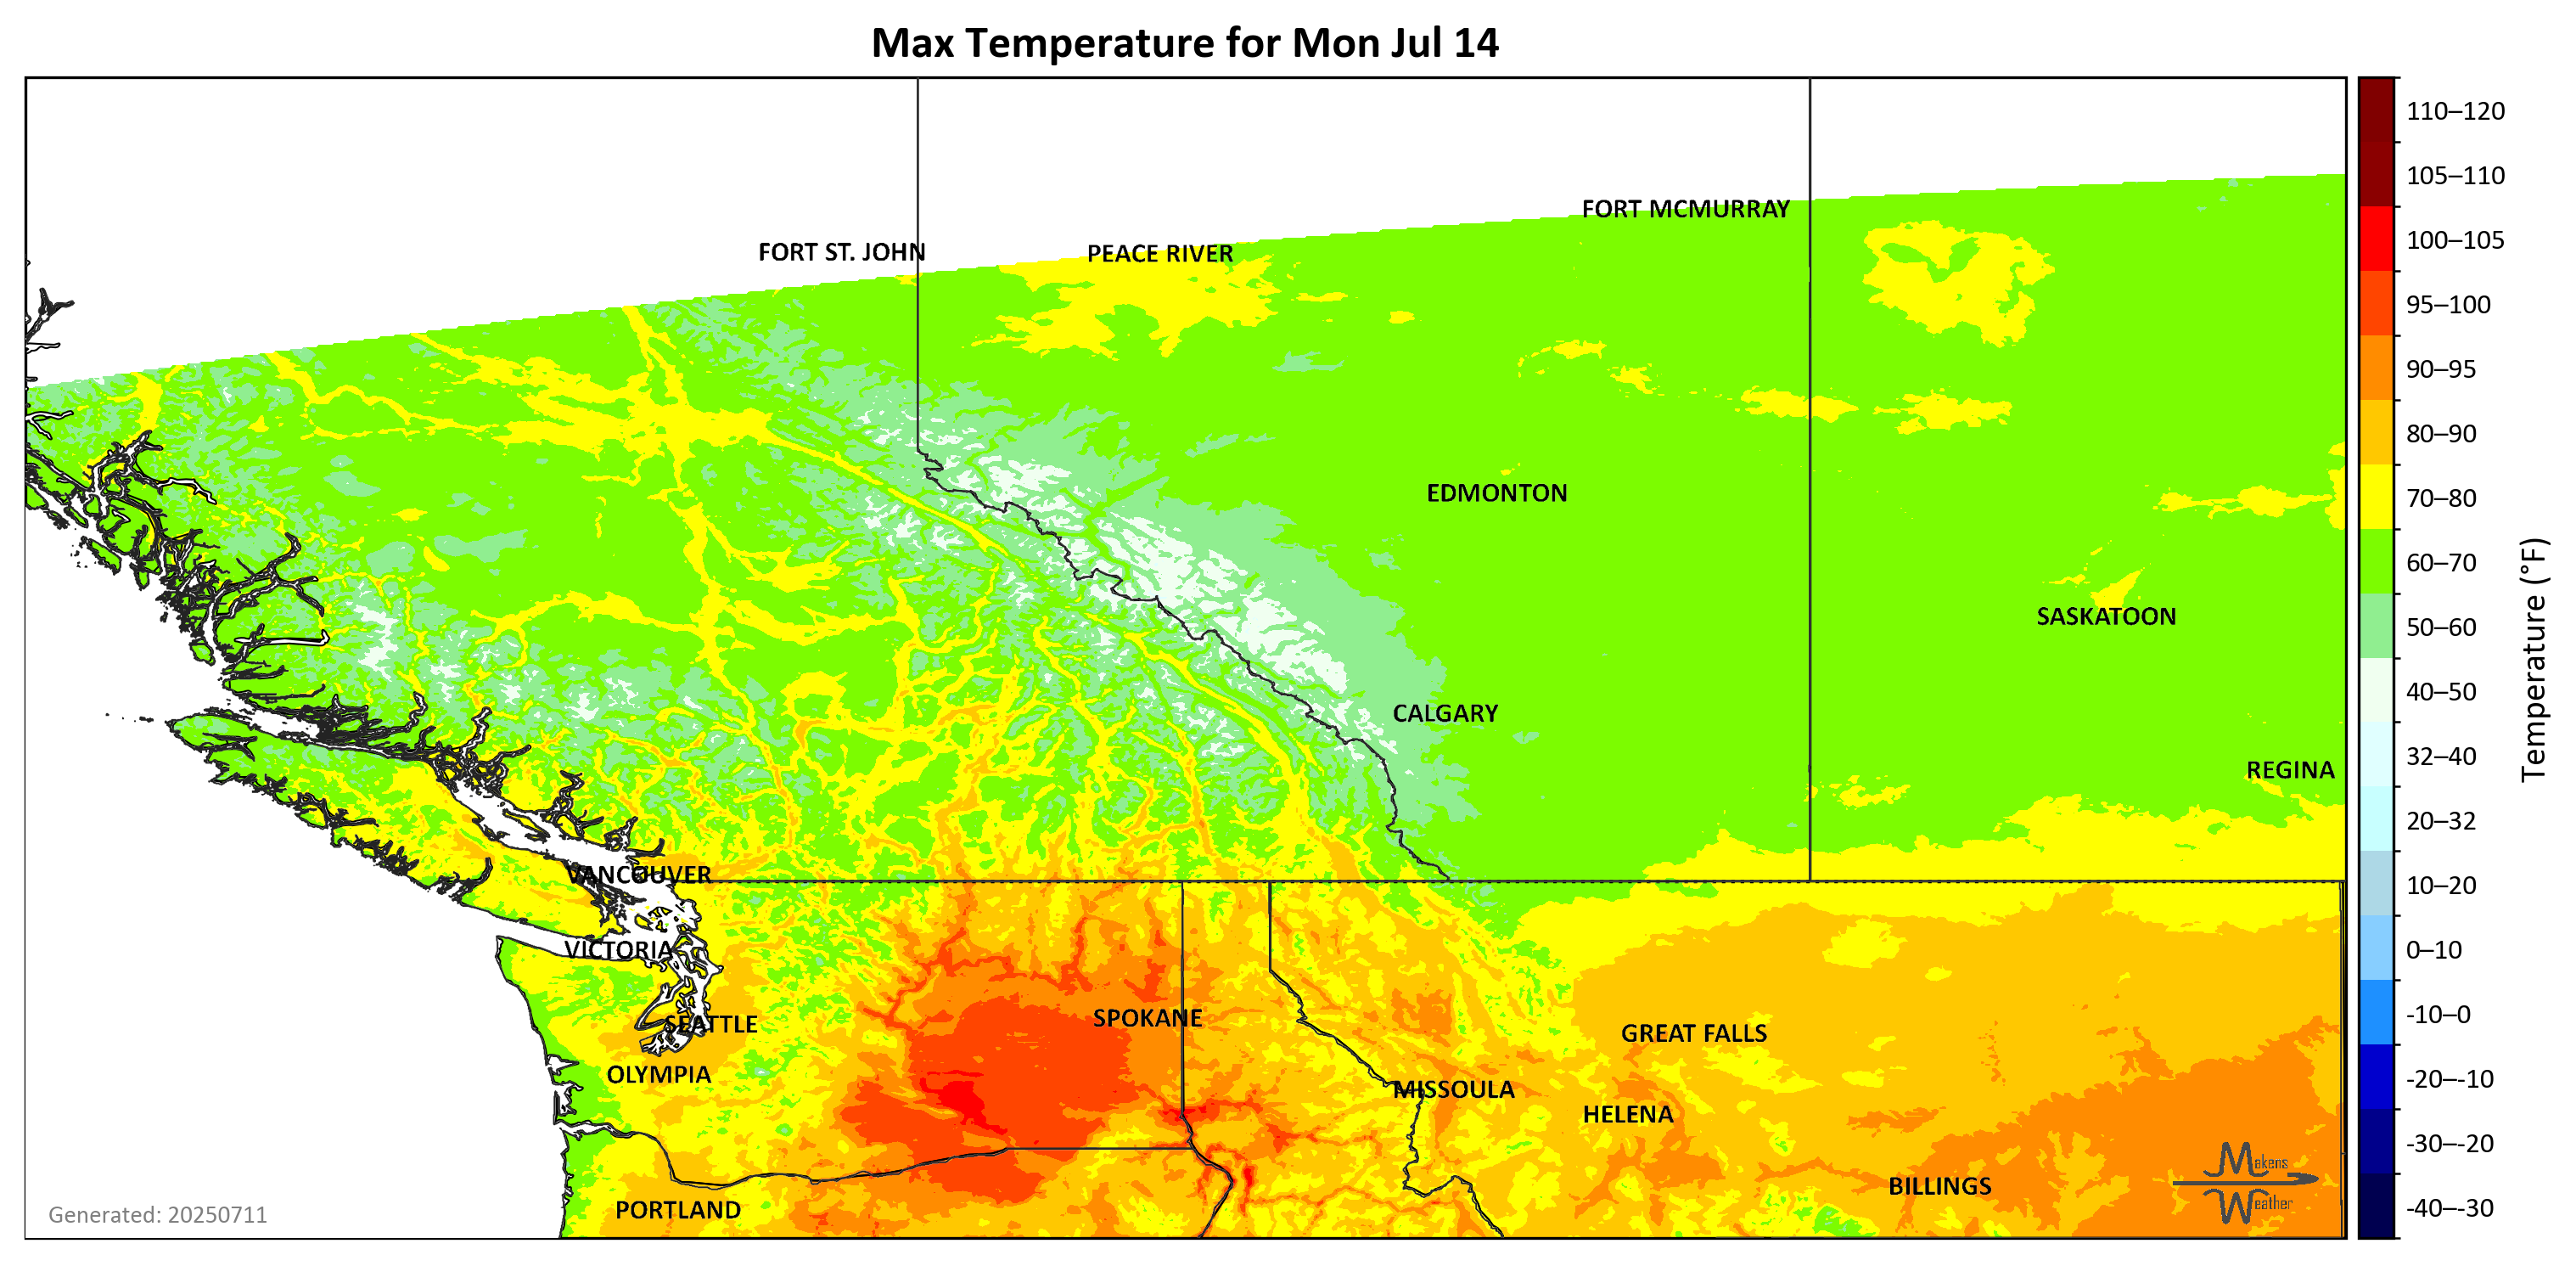 Max Temperature for Mon Jul 14
FORT MCMURRAY
FORT ST. JOHN
PEACE RIVER
EDMONTON
SASKATOON
CALGARY
REGINA
VANCOUVER
VICTORIA
SEATTLE
SPOKANE
GREAT FALLS
OLYMPIA
MISSOULA
HELENA
BILLINGS
PORTLAND
Makens
Weather
Generated: 20250711
110–120
105–110
100–105
95–100
90–95
80–90
70–80
60–70
50–60
40–50
32–40
20–32
10–20
0–10
-10–0
-20–-10
-30–-20
-40–-30
Temperature (°F)